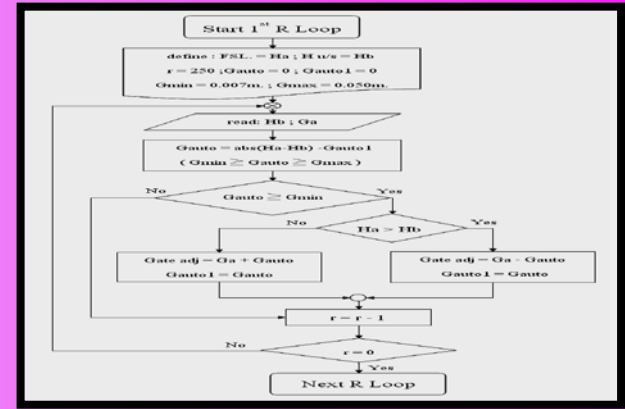 Start 1st R Loop
define : FSL. = Ha ; H u/s = Hb
r = 250 ;Gauto = 0 ; Gauto1 = 0
Gmin = 0.007m. ; Gmax = 0.050m.
read: Hb ; Ga
Gauto = abs(Ha-Hb) -Gauto1
( Gmin ≥ Gauto ≥ Gmax )
No
Gauto ≥ Gmin
Yes
No
Ha > Hb
Yes
Gate adj = Ga + Gauto
Gauto1 = Gauto
Gate adj = Ga - Gauto
Gauto1 = Gauto
r = r - 1
No
r = 0
Yes
Next R Loop